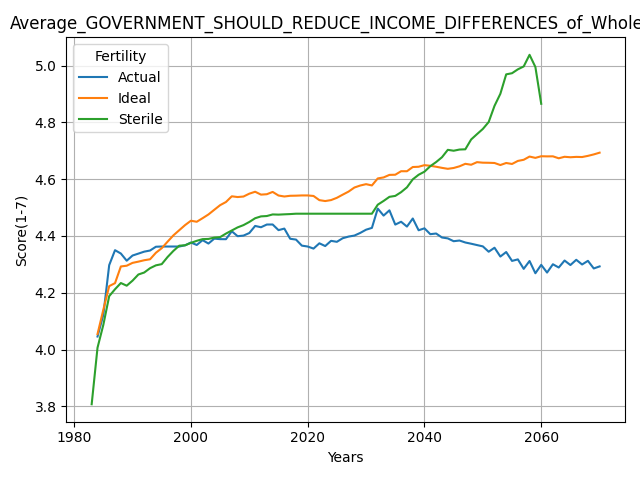 Average_GOVERNMENT_SHOULD_REDUCE_INCOME_DIFFERENCES_of_Whole
Fertility
Actual
Ideal
Sterile
Score(1-7)
5.0
4.8
4.6
4.4
4.2
4.0
3.8
1980 2000 2020 2040 2060
Years